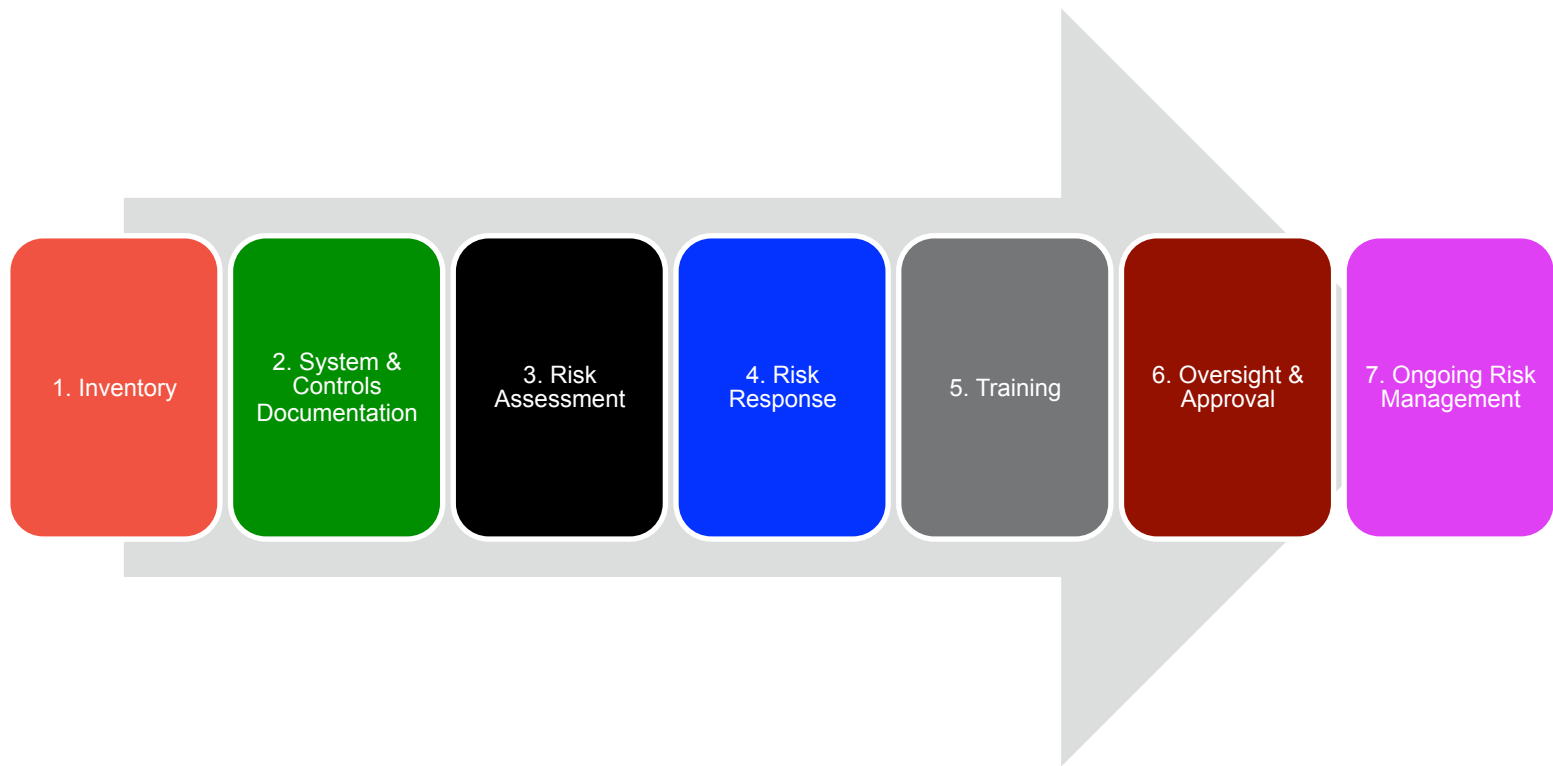 1. Inventory
2. System &
Controls
Documentation
3. Risk
Assessment
4. Risk
Response
5. Training
6. Oversight &
Approval
7. Ongoing Risk
Management